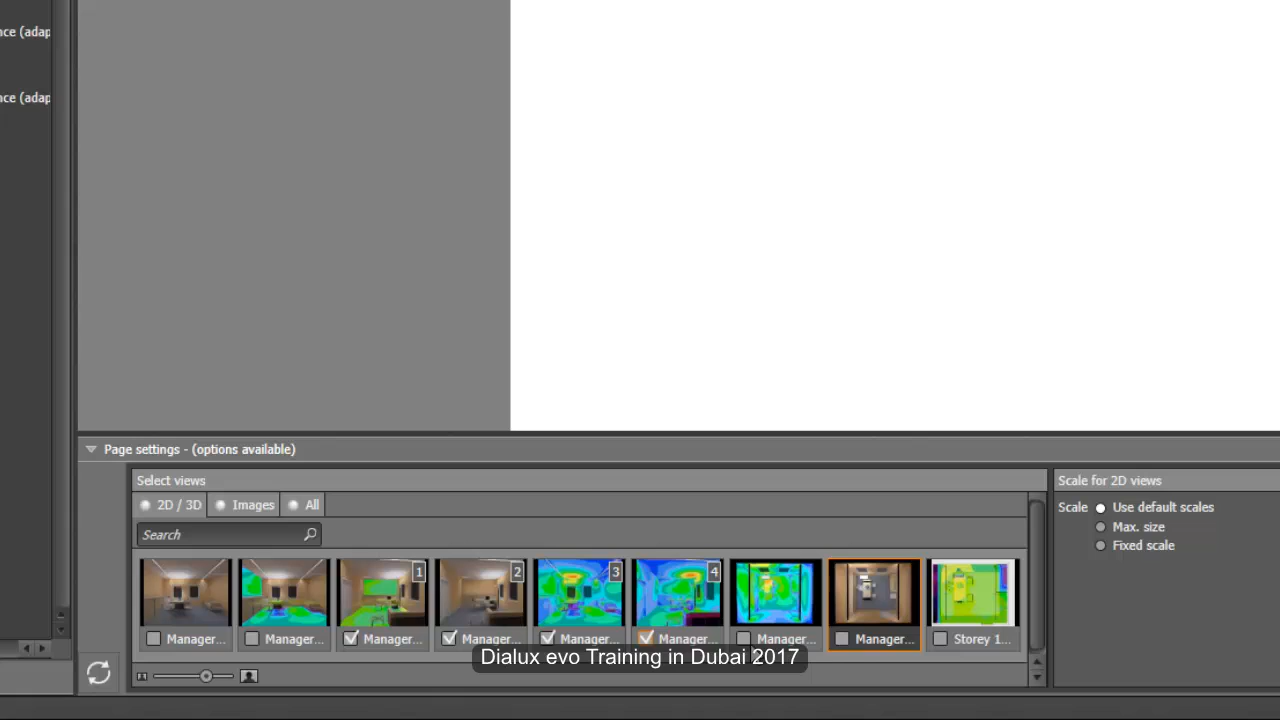 nce (adap
nce (adap
Page settings - (options available)
Select views
2D / 3D
Images
All
Search
1
2
3
4
Manager...
Manager...
Manager...
Manager...
Manager...
Manager...
Manager...
Manager...
Storey 1...
Scale for 2D views
Scale
Use default scales
Max. size
Fixed scale
Dialux evo Training in Dubai 2017